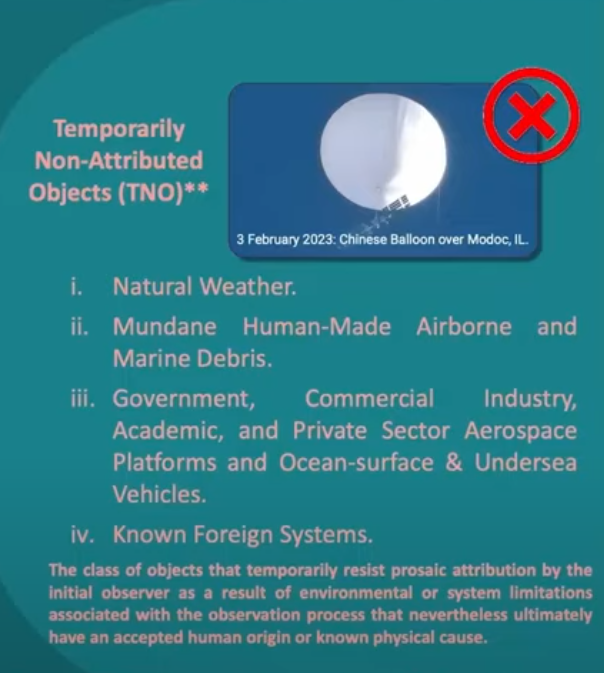 Temporarily
Non-Attributed
Objects (TNO)**
3 February 2023: Chinese Balloon over Modoc, IL.
i. Natural Weather.
ii. Mundane Human-Made Airborne and
Marine Debris.
iii. Government, Commercial Industry,
Academic, and Private Sector Aerospace
Platforms and Ocean-surface & Undersea
Vehicles.
iv. Known Foreign Systems.
The class of objects that temporarily resist prosaic attribution by the
initial observer as a result of environmental or system limitations
associated with the observation process that nevertheless ultimately
have an accepted human origin or known physical cause.